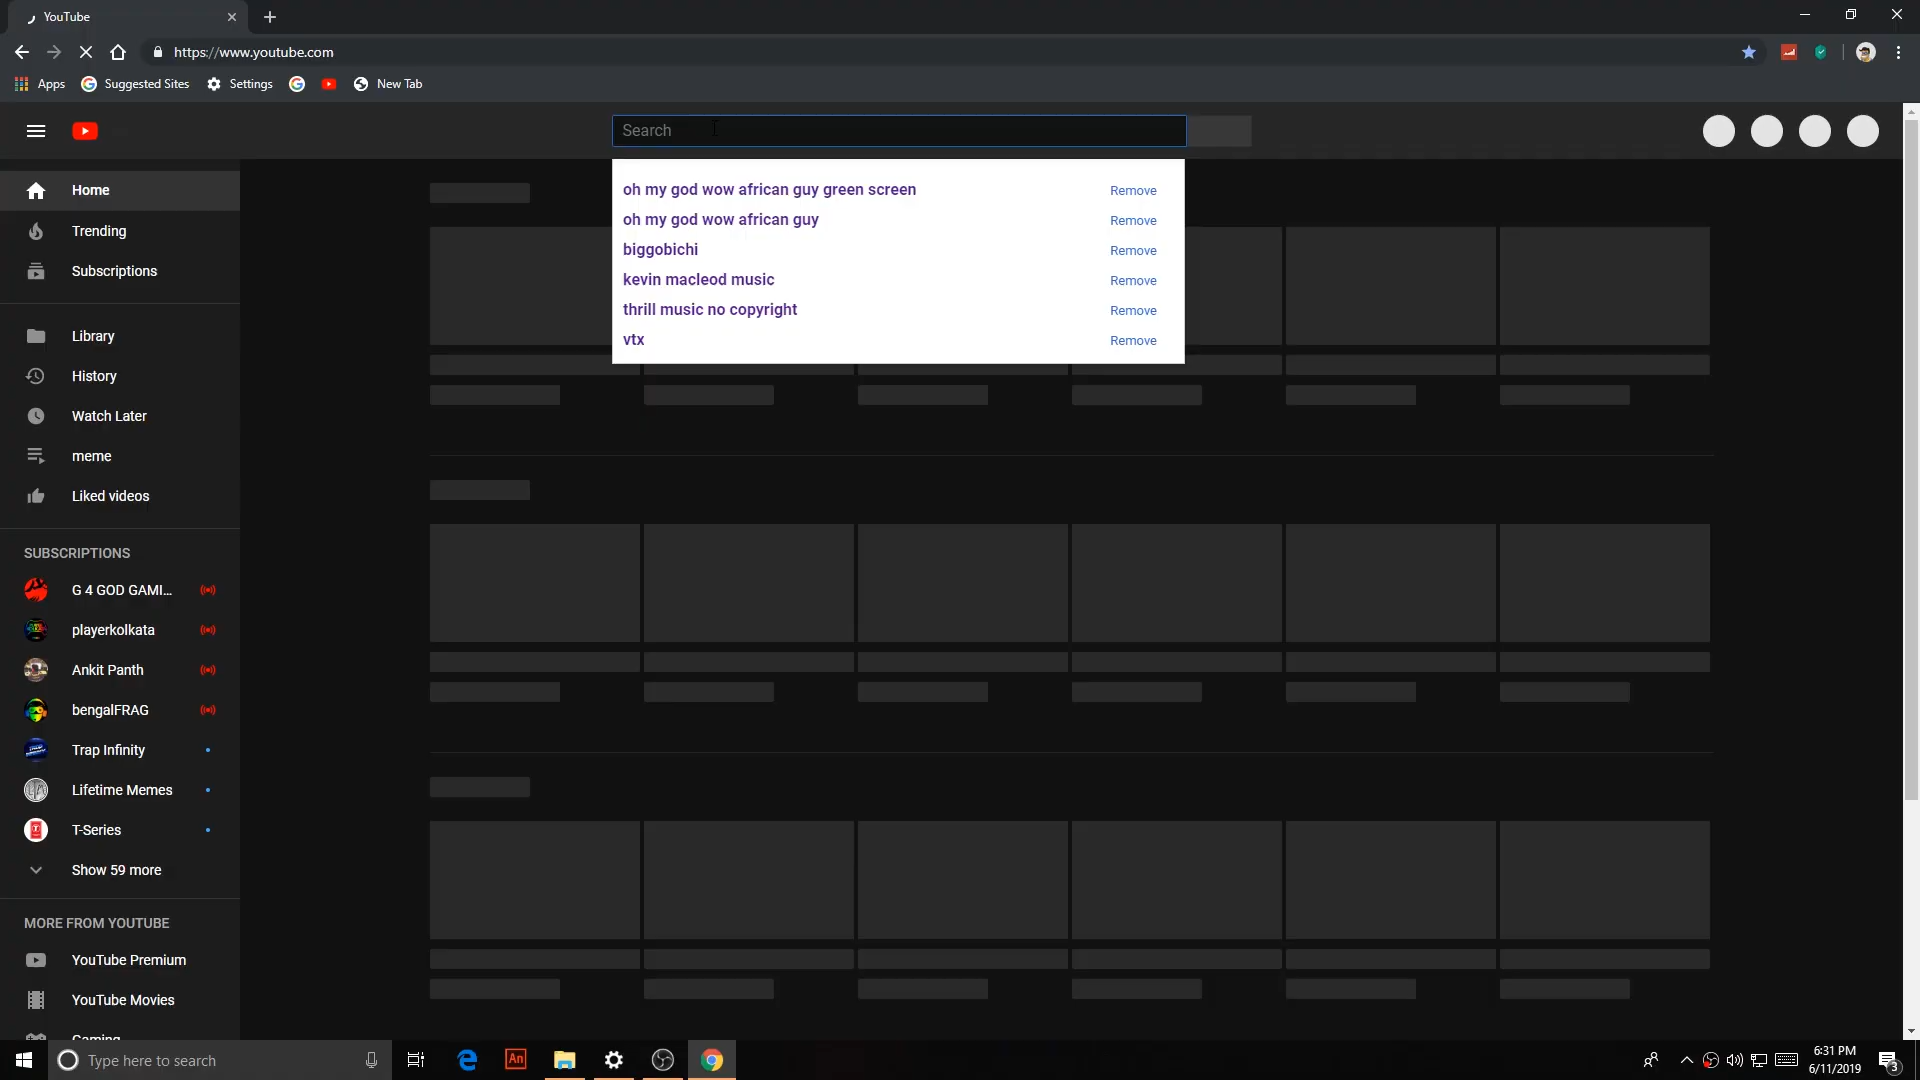 YouTube
https://www.youtube.com
Apps
Suggested Sites
Settings
New Tab
Search
oh my god wow african guy green screen
Remove
oh my god wow african guy
Remove
biggobichi
Remove
kevin macleod music
Remove
thrill music no copyright
Remove
vtx
Remove
Home
Trending
Subscriptions
Library
History
Watch Later
meme
Liked videos
SUBSCRIPTIONS
G 4 GOD GAMI...
playerkolkata
Ankit Panth
bengalFRAG
Trap Infinity
Lifetime Memes
T-Series
Show 59 more
MORE FROM YOUTUBE
YouTube Premium
YouTube Movies
Gaming
Type here to search
An
6:31 PM
6/11/2019
3